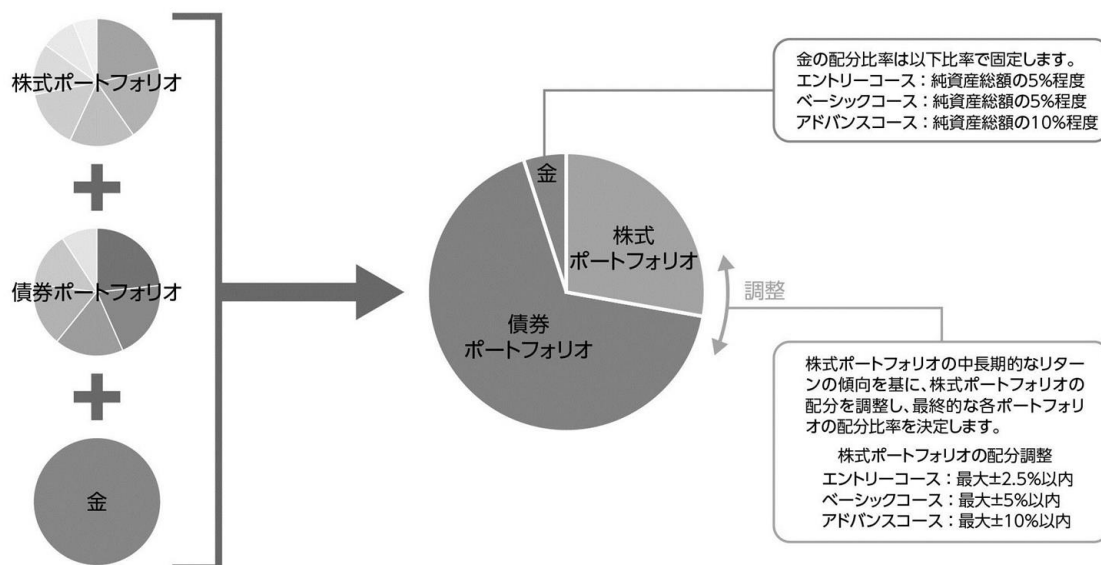 株式ポートフォリオ
債券ポートフォリオ
金
金
株式
ポートフォリオ
債券
ポートフォリオ
調整
金の配分比率は以下比率で固定します。
エントリーコース：純資産総額の5%程度
ベーシックコース：純資産総額の5%程度
アドバンスコース：純資産総額の10%程度
株式ポートフォリオの中長期的なリター
ンの傾向を基に、株式ポートフォリオの
配分を調整し、最終的な各ポートフォリ
オの配分比率を決定します。
株式ポートフォリオの配分調整
エントリーコース：最大±2.5%以内
ベーシックコース：最大±5%以内
アドバンスコース：最大±10%以内